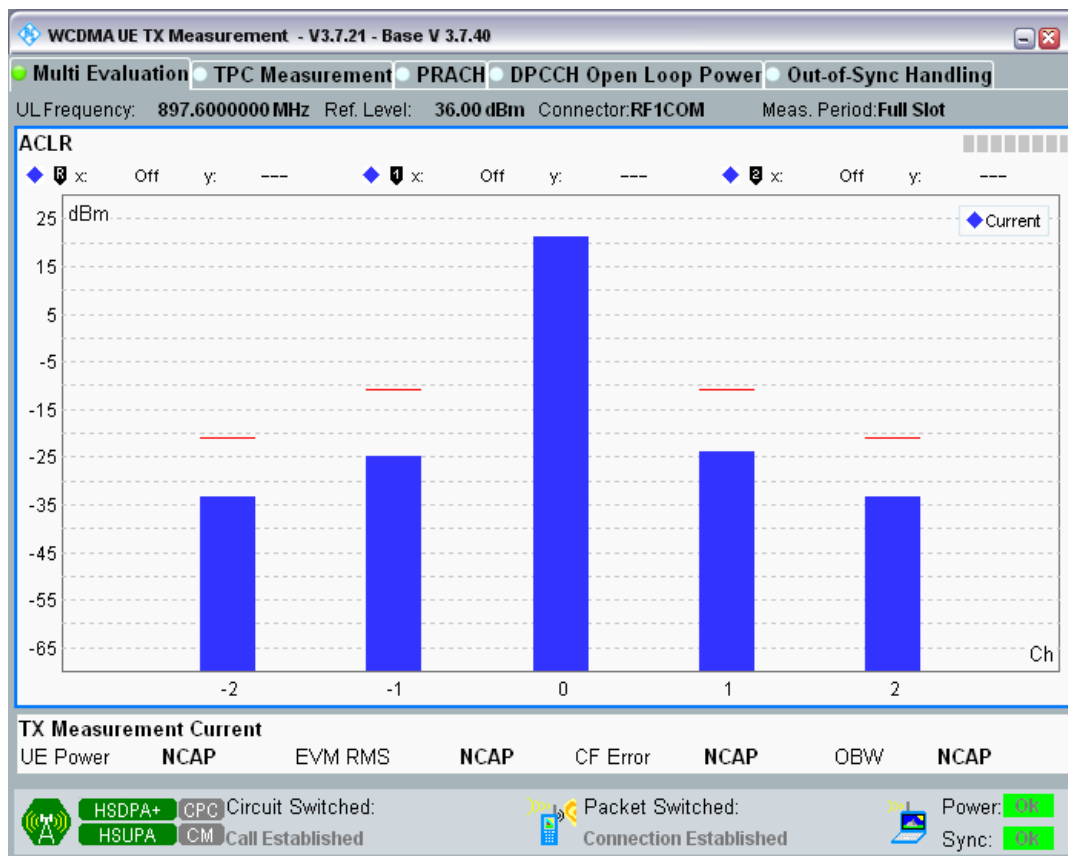 WCDMA UE TX Measurement - V3.7.21 - Base V 3.7.40
Multi Evaluation TPC Measurement PRACH DPCCH Open Loop Power Out-of-Sync Handling
UL Frequency: 897.6000000 MHz Ref. Level: 36.00 dBm Connector:RF1COM Meas. Period:Full Slot
ACLR
R x: Off y: --- 1 x: Off y: --- 2 x: Off y: ---
25 dBm Current
15
5
-5
-15
-25
-35
-45
-55
-65 Ch
-2 -1 0 1 2
TX Measurement Current
UE Power NCAP EVM RMS NCAP CF Error NCAP OBW NCAP
HSDPA+ CPC Circuit Switched: Packet Switched: Power: OK
HSUPA CM Call Established Connection Established Sync: OK